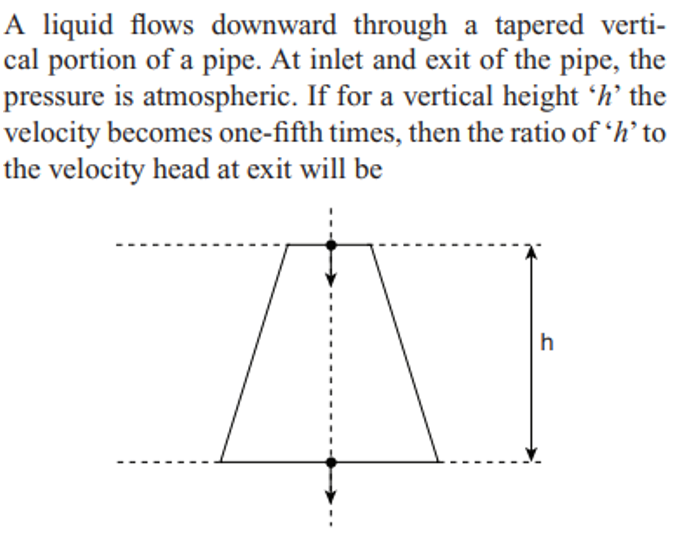 A liquid flows downward through a tapered verti-
cal portion of a pipe. At inlet and exit of the pipe, the
pressure is atmospheric. If for a vertical height ‘h’ the
velocity becomes one-fifth times, then the ratio of ‘h’ to
the velocity head at exit will be
h